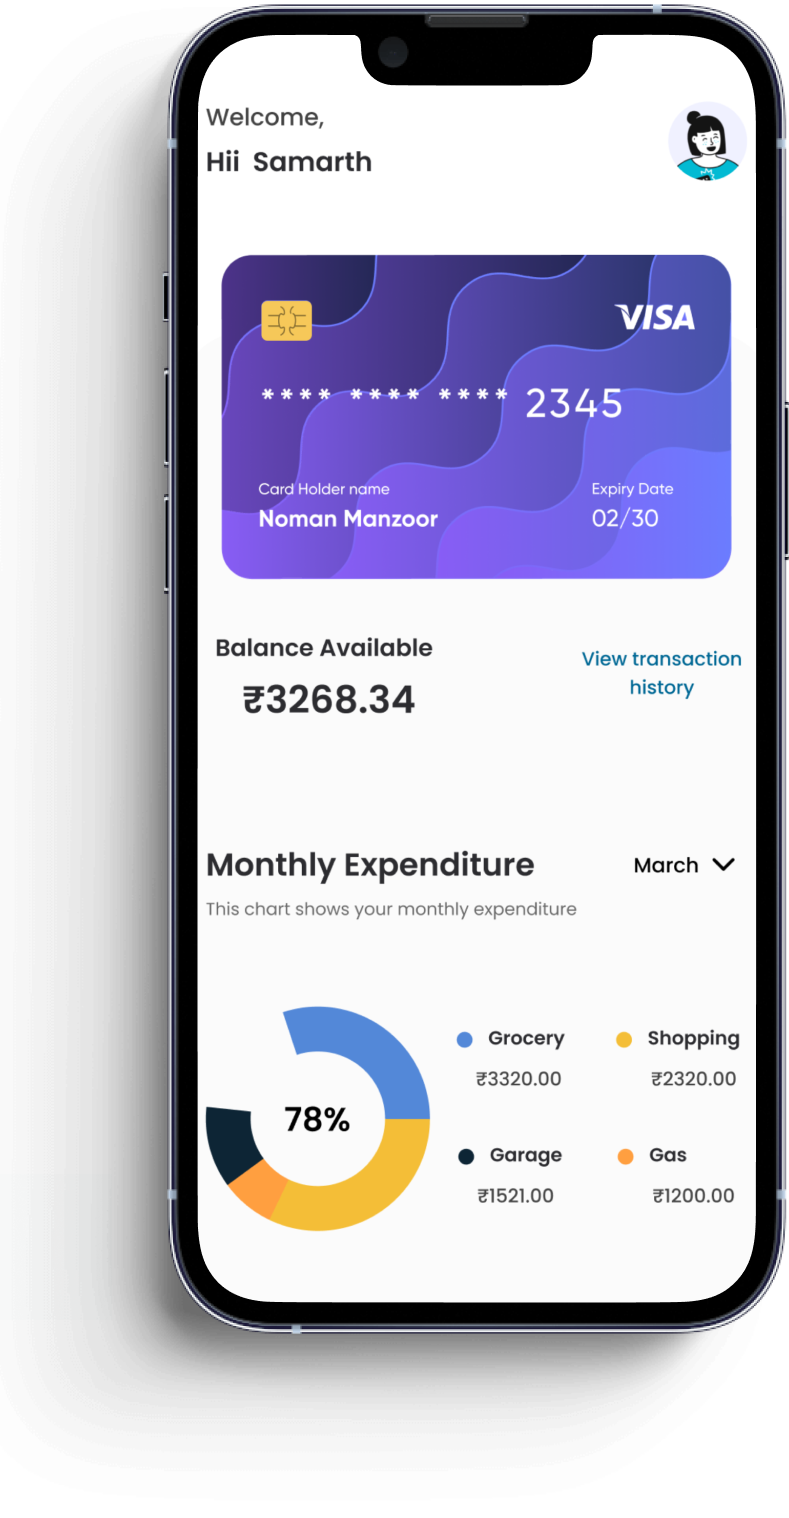 Welcome,
Hii Samarth
VISA
**** **** **** 2345
Card Holder name
Expiry Date
Noman Manzoor
02/30
Balance Available
₹3268.34
View transaction
history
Monthly Expenditure
March
This chart shows your monthly expenditure
78%
Grocery
Shopping
₹3320.00
₹2320.00
Garage
Gas
₹1521.00
₹1200.00